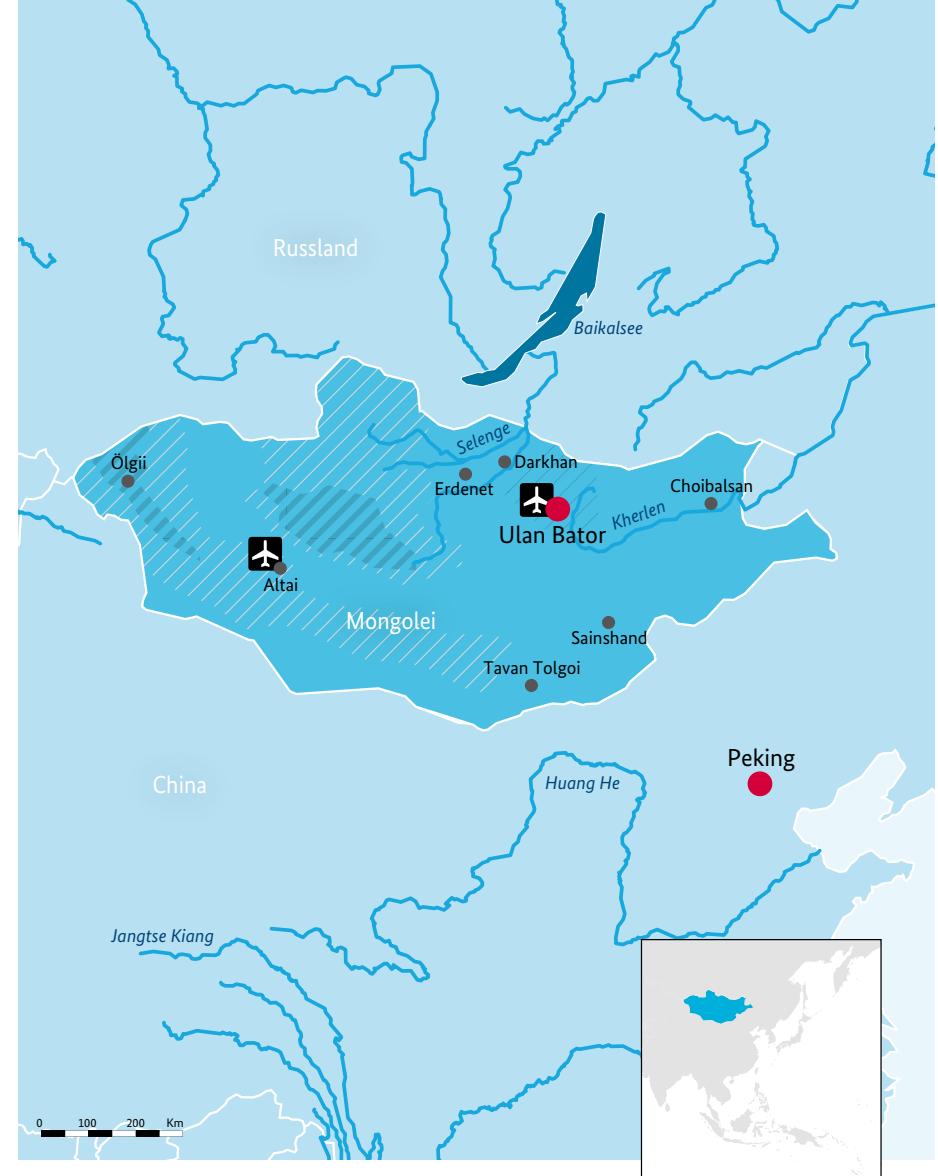 Russland
Baikalsee
Selenge
Ölgii
Darkhan
Erdenet
Choibalsan
Kherlen
Ulan Bator
Altai
Mongolei
Sainshand
Tavan Tolgoi
Peking
China
Huang He
Jangtse Kiang
0 100 200 Km